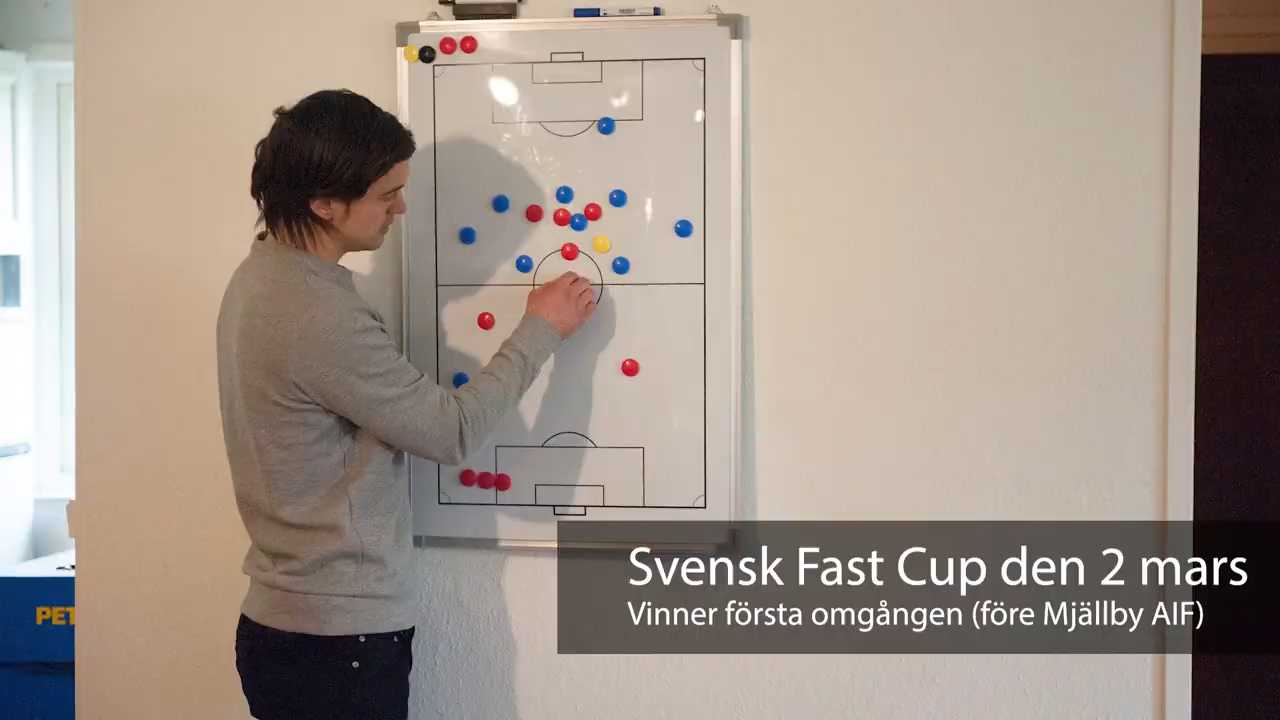 Svensk Fast Cup den 2 mars
Vinner första omgången (före Mjällby AIF)
PET